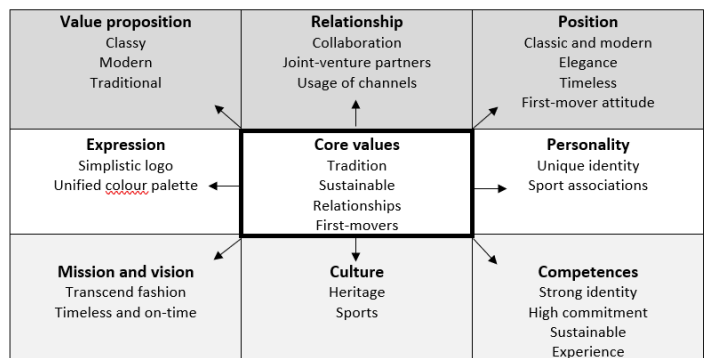 Value proposition
Classy
Modern
Traditional
Relationship
Collaboration
Joint-venture partners
Usage of channels
Position
Classic and modern
Elegance
Timeless
First-mover attitude
Expression
Simplistic logo
Unified colour palette
Core values
Tradition
Sustainable
Relationships
First-movers
Personality
Unique identity
Sport associations
Mission and vision
Transcend fashion
Timeless and on-time
Culture
Heritage
Sports
Competences
Strong identity
High commitment
Sustainable
Experience